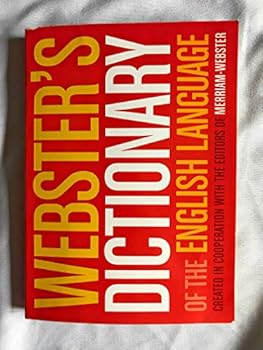 WEBSTER'S
DICTIONARY
OF THE ENGLISH LANGUAGE
CREATED IN COOPERATION WITH THE EDITORS OF MERRIAM-WEBSTER